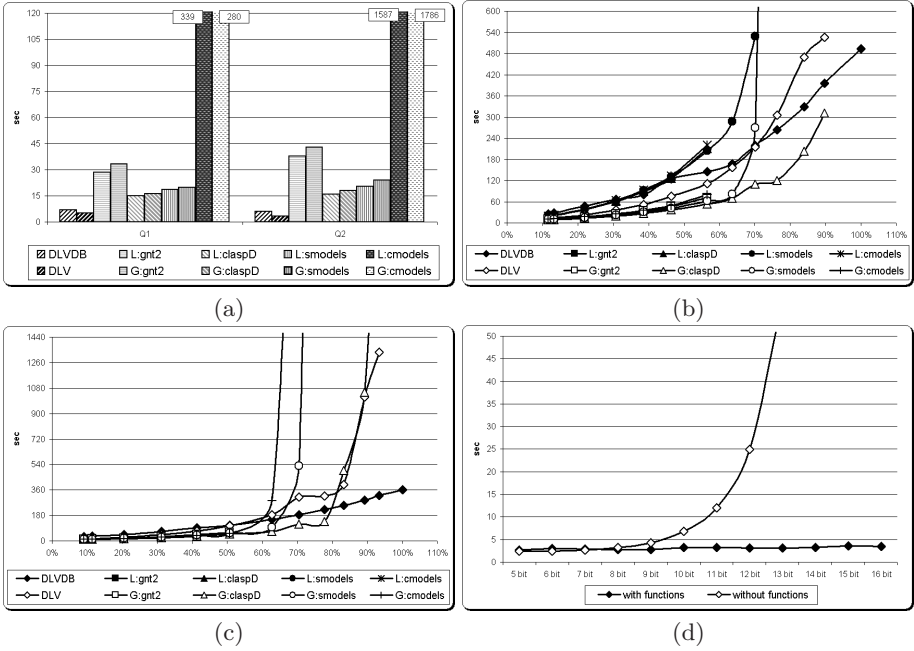 339 280 1587 1786
120
105
90
75
60
45
30
15
0
sec
Q1 Q2
DLVDB L:gnt2 L:claspD L:smodels L:cmodels
DLV G:gnt2 G:claspD G:smodels G:cmodels
(a)
600
540
480
420
360
300
240
180
120
60
0
sec
0% 10% 20% 30% 40% 50% 60% 70% 80% 90% 100% 110%
DLVDB L:gnt2 L:claspD L:smodels L:cmodels
DLV G:gnt2 G:claspD G:smodels G:cmodels
(b)
1440
1260
1080
900
720
540
360
180
0
sec
0% 10% 20% 30% 40% 50% 60% 70% 80% 90% 100% 110%
DLVDB L:gnt2 L:claspD L:smodels L:cmodels
DLV G:gnt2 G:claspD G:smodels G:cmodels
(c)
50
45
40
35
30
25
20
15
10
5
0
sec
5 bit 6 bit 7 bit 8 bit 9 bit 10 bit 11 bit 12 bit 13 bit 14 bit 15 bit 16 bit
with functions without functions
(d)